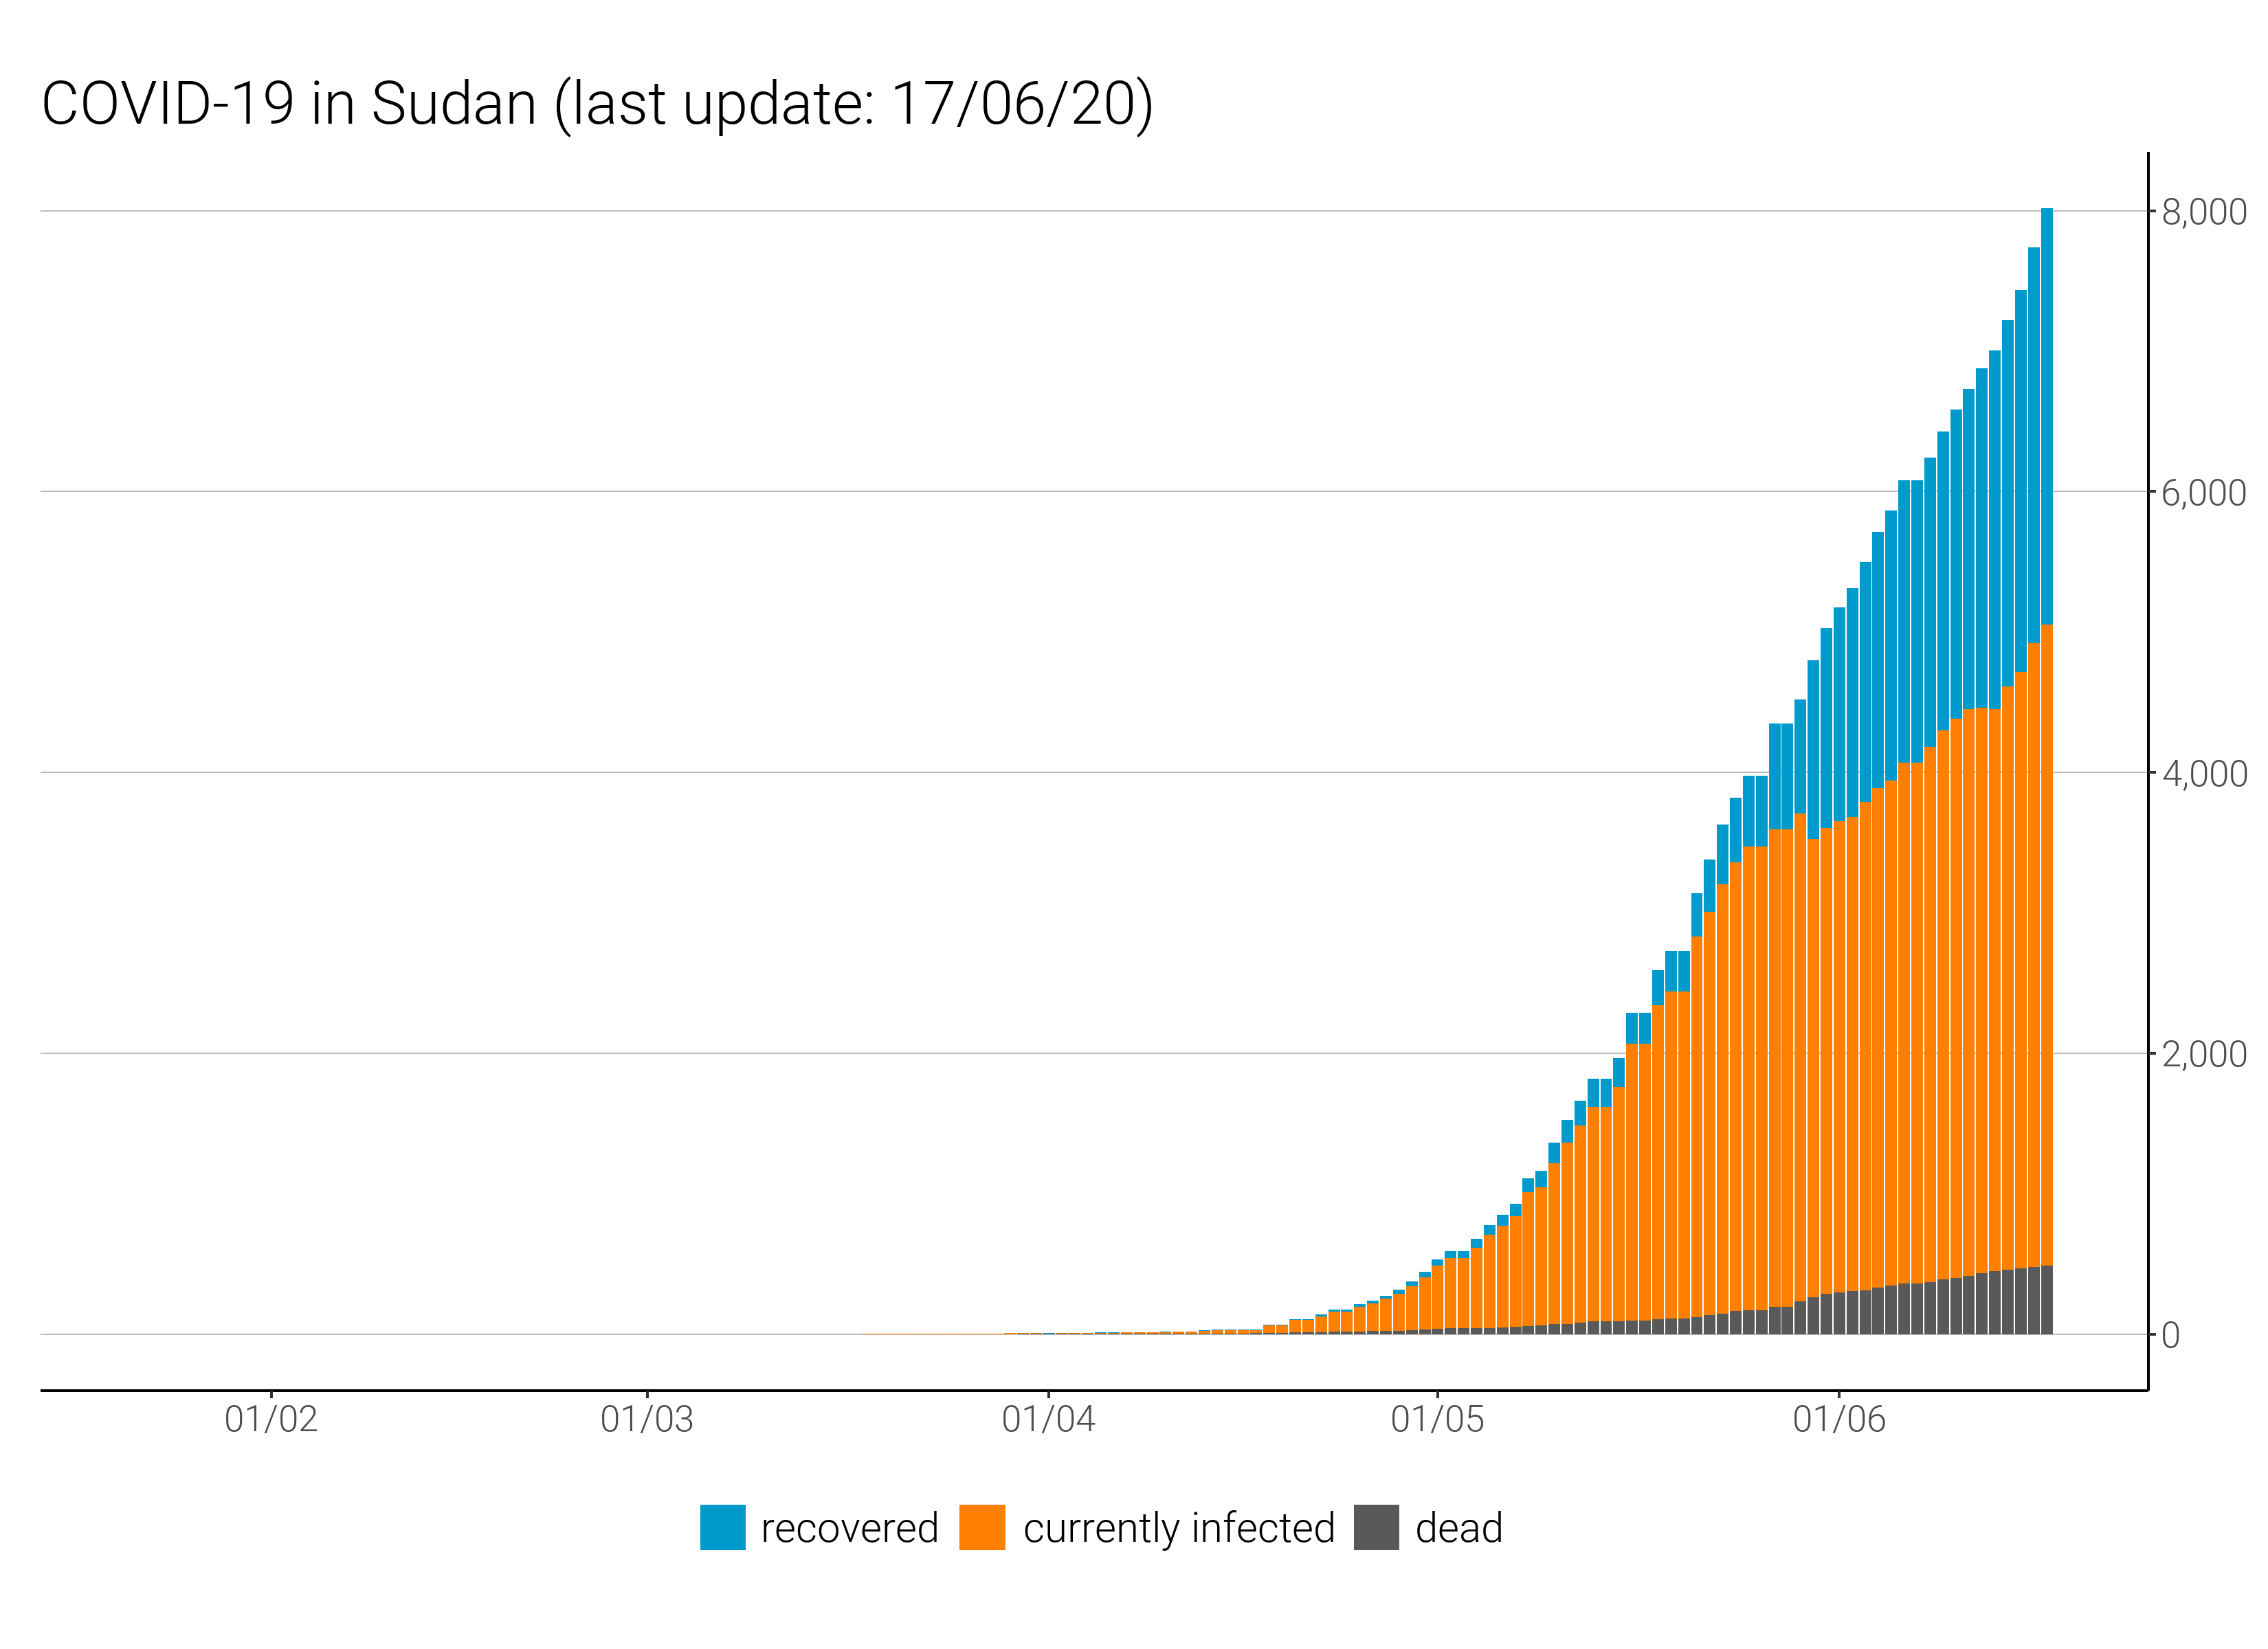 COVID-19 in Sudan (last update: 17/06/20)
8,000
6,000
4,000
2,000
0
01/02 01/03 01/04 01/05 01/06
recovered currently infected dead